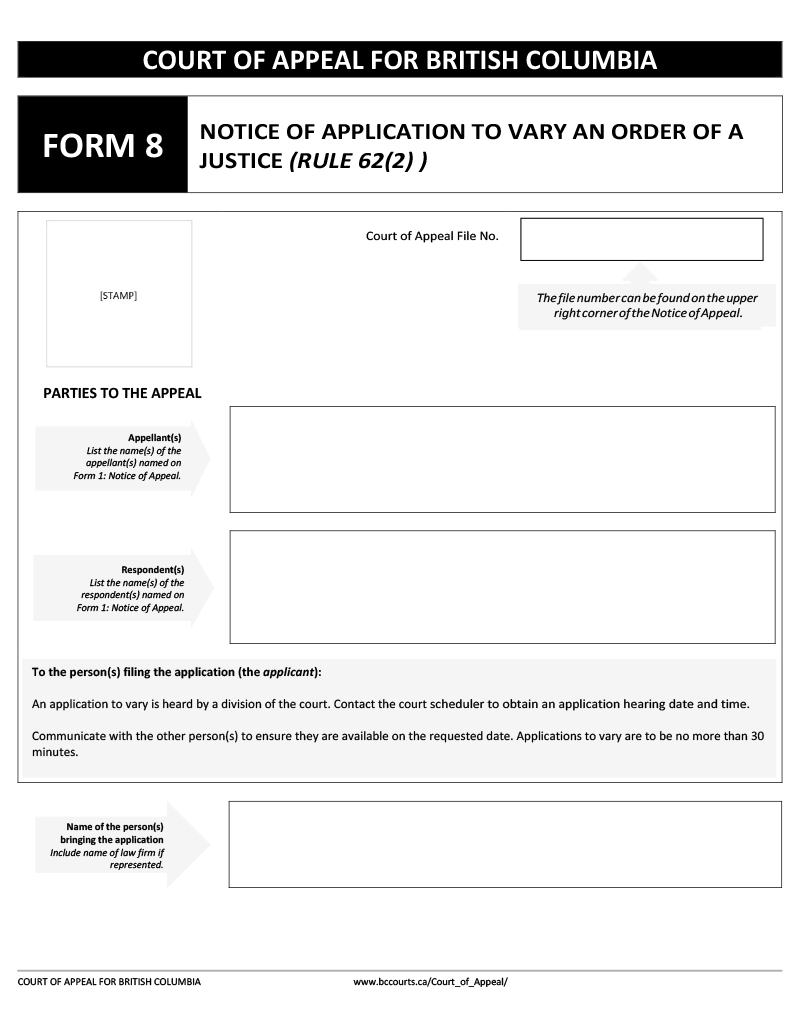 COURT OF APPEAL FOR BRITISH COLUMBIA
FORM 8
NOTICE OF APPLICATION TO VARY AN ORDER OF A
JUSTICE (RULE 62(2) )
[STAMP]
Court of Appeal File No.
The file number can be found on the upper
right corner of the Notice of Appeal.
PARTIES TO THE APPEAL
Appellant(s)
List the name(s) of the
appellant(s) named on
Form 1: Notice of Appeal.
Respondent(s)
List the name(s) of the
respondent(s) named on
Form 1: Notice of Appeal.
To the person(s) filing the application (the applicant):
An application to vary is heard by a division of the court. Contact the court scheduler to obtain an application hearing date and time.
Communicate with the other person(s) to ensure they are available on the requested date. Applications to vary are to be no more than 30
minutes.
Name of the person(s)
bringing the application
Include name of law firm if
represented.
COURT OF APPEAL FOR BRITISH COLUMBIA
www.bccourts.ca/Court_of_Appeal/